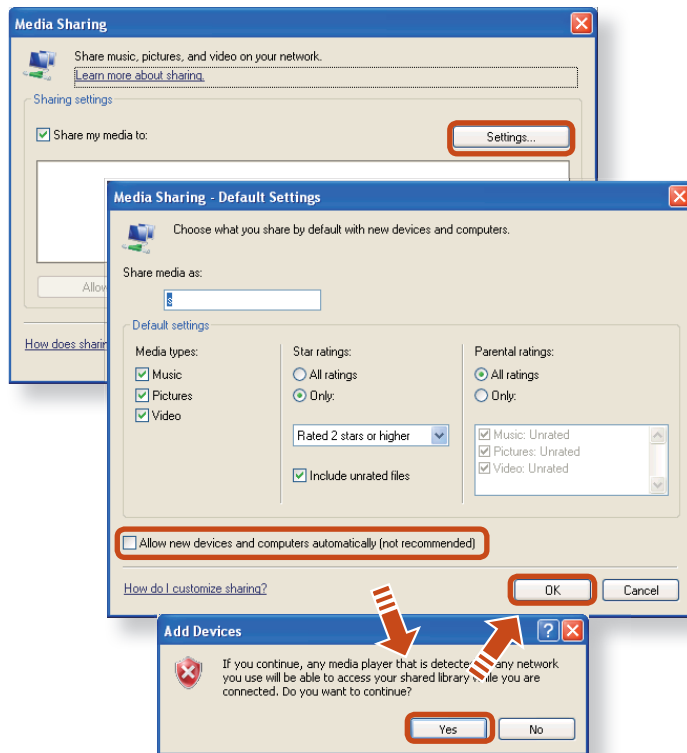 Media Sharing
Share music, pictures, and video on your network.
Learn more about sharing.
Sharing settings
Share my media to:
Settings...
Allow
How does sharin
Media Sharing - Default Settings
Choose what you share by default with new devices and computers.
Share media as:
s
Default settings
Media types:
Music
Pictures
Video
Star ratings:
All ratings
Only:
Rated 2 stars or higher
Include unrated files
Parental ratings:
All ratings
Only:
Music: Unrated
Pictures: Unrated
Video: Unrated
Allow new devices and computers automatically (not recommended)
How do I customize sharing?
OK
Cancel
Add Devices
If you continue, any media player that is detecte any network
you use will be able to access your shared library while you are
connected. Do you want to continue?
Yes
No